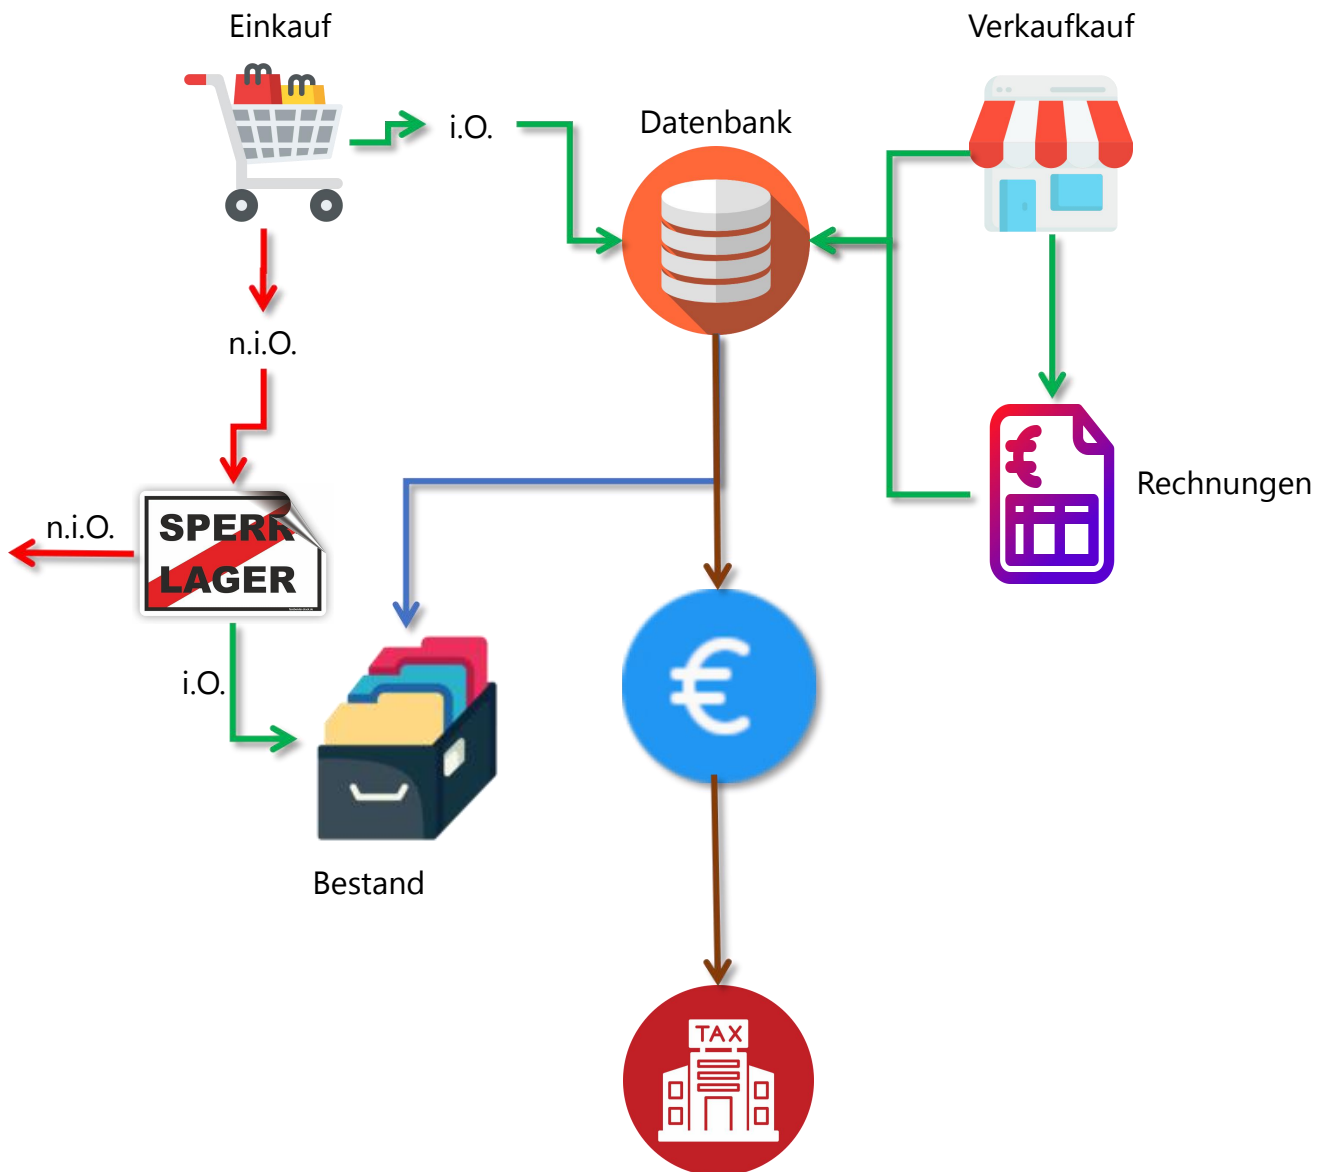 Einkauf
Verkaufkauf
i.O.
Datenbank
n.i.O.
n.i.O.
SPERR
LAGER
Rechnungen
i.O.
Bestand
TAX